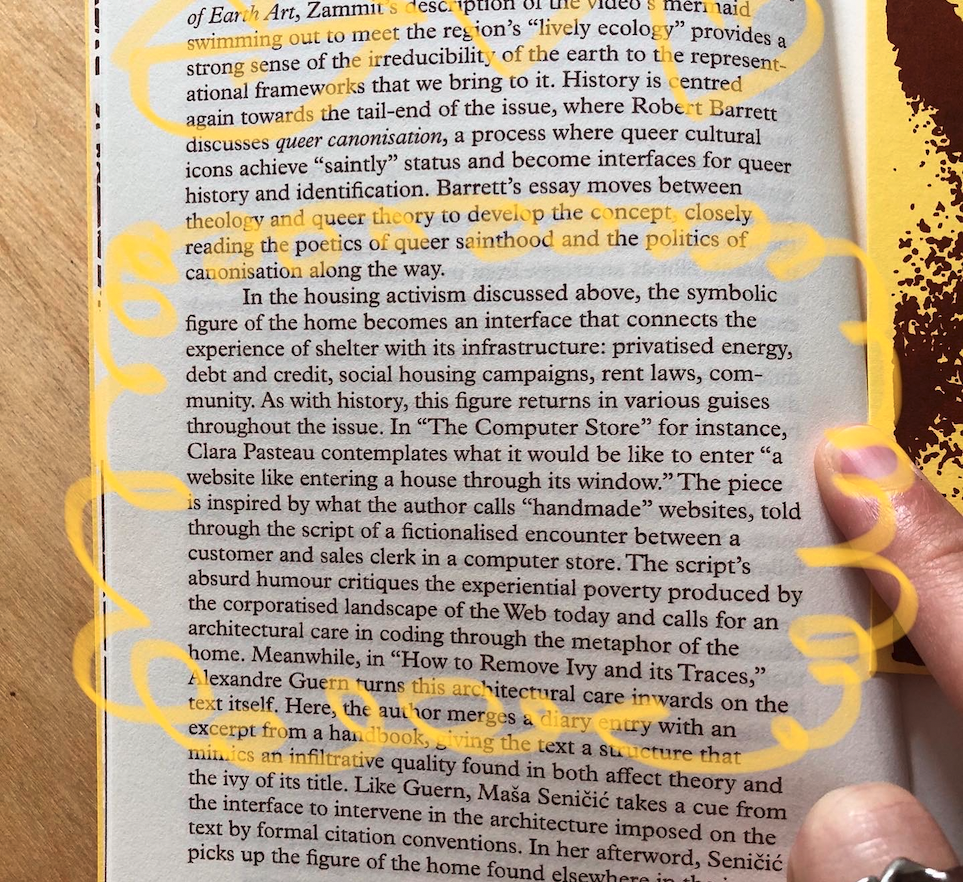 of Earth Art, Zammit's description of the video's mermaid
swimming out to meet the region's “lively ecology” provides a
strong sense of the irreducibility of the earth to the represent-
ational frameworks that we bring to it. History is centred
again towards the tail-end of the issue, where Robert Barrett
discusses queer canonisation, a process where queer cultural
icons achieve “saintly” status and become interfaces for queer
history and identification. Barrett's essay moves between
theology and queer theory to develop the concept, closely
reading the poetics of queer sainthood and the politics of
canonisation along the way.
In the housing activism discussed above, the symbolic
figure of the home becomes an interface that connects the
experience of shelter with its infrastructure: privatised energy,
debt and credit, social housing campaigns, rent laws, com-
munity. As with history, this figure returns in various guises
throughout the issue. In “The Computer Store” for instance,
Clara Pasteau contemplates what it would be like to enter “a
website like entering a house through its window.” The piece
is inspired by what the author calls “handmade” websites, told
through the script of a fictionalised encounter between a
customer and sales clerk in a computer store. The script's
absurd humour critiques the experiential poverty produced by
the corporatised landscape of the Web today and calls for an
architectural care in coding through the metaphor of the
home. Meanwhile, in “How to Remove Ivy and its Traces,”
Alexandre Guern turns this architectural care inwards on the
text itself. Here, the author merges a diary entry with an
excerpt from a handbook, giving the text a structure that
mimics an infiltrative quality found in both affect theory and
the ivy of its title. Like Guern, Maša Seničić takes a cue from
the interface to intervene in the architecture imposed on the
text by formal citation conventions. In her afterword, Seničić
picks up the figure of the home found elsewhere in the